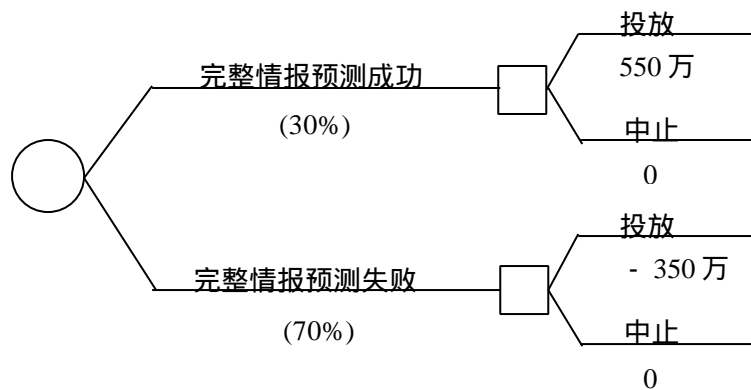 投放
550 万
完整情报预测成功
(30%)
中止
0
投放
- 350 万
完整情报预测失败
(70%)
中止
0